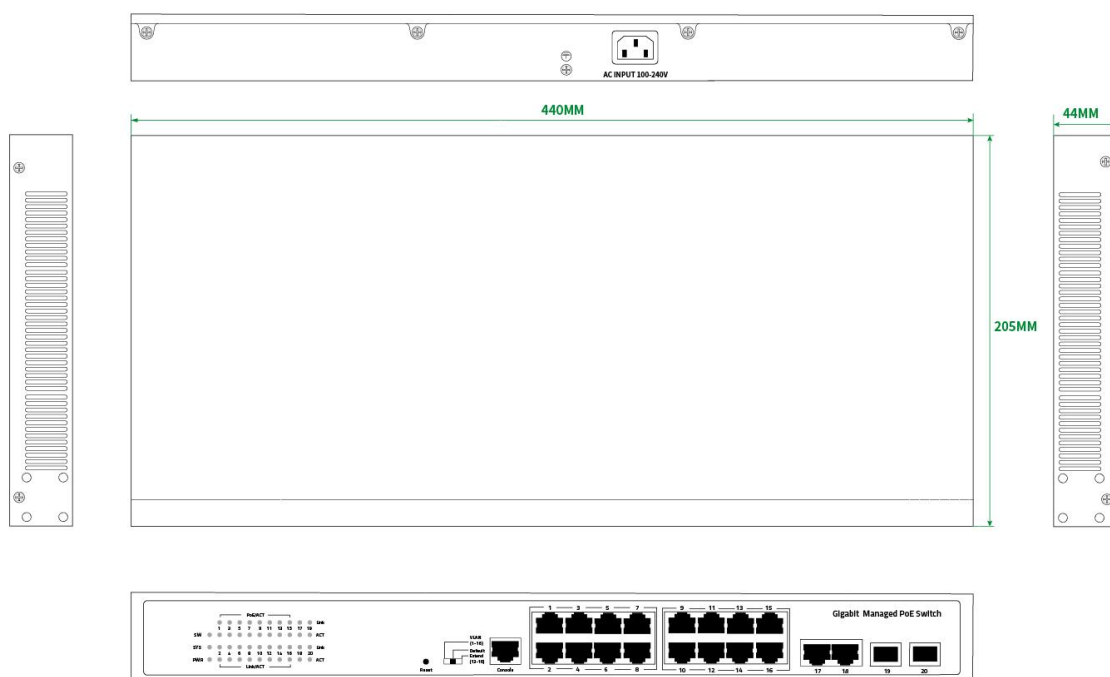 AC INPUT 100-240V
440MM
44MM
205MM
PoE/ACT
Link
1 3 5 7 9 11 13 15 17 19
SW ACT
SYS Link
2 4 6 8 10 12 14 16 18 20
PWR ACT
Link/ACT
Reset
VLAN
(1-16)
Default
Extend
Console
1 3 5 7
2 4 6 8
9 11 13 15
10 12 14 16
Gigabit Managed PoE Switch
17 18 19 20